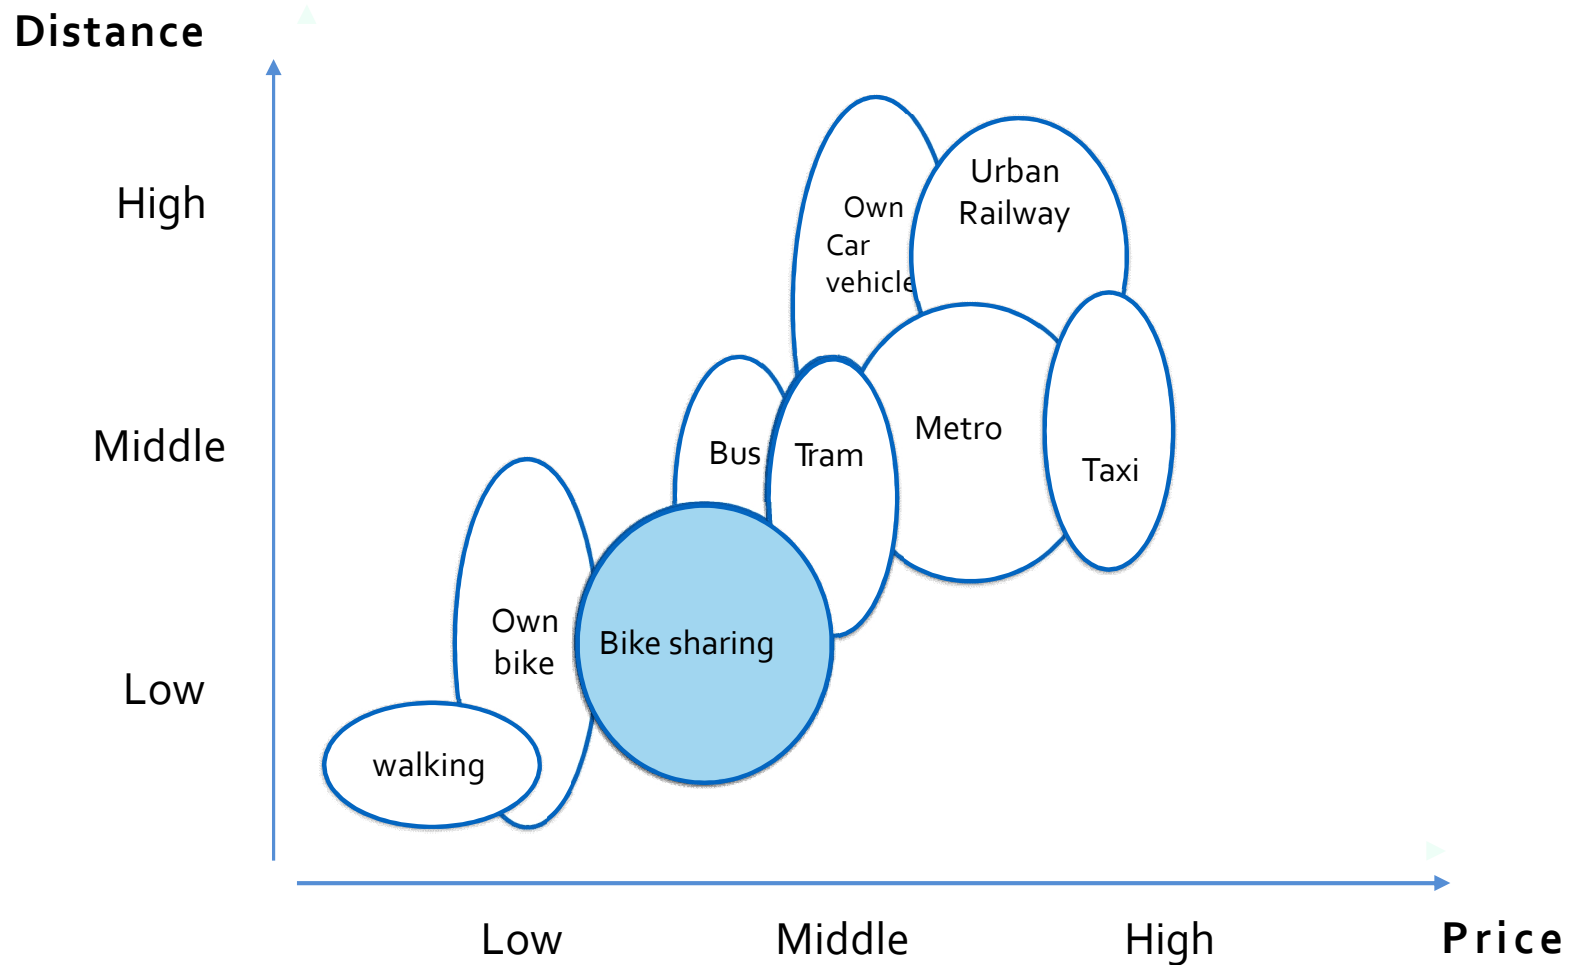 Distance
High
Middle
Low
Own
Car
vehicle
Urban
Railway
Bus
Tram
Metro
Taxi
Own
bike
Bike sharing
walking
Low
Middle
High
Price